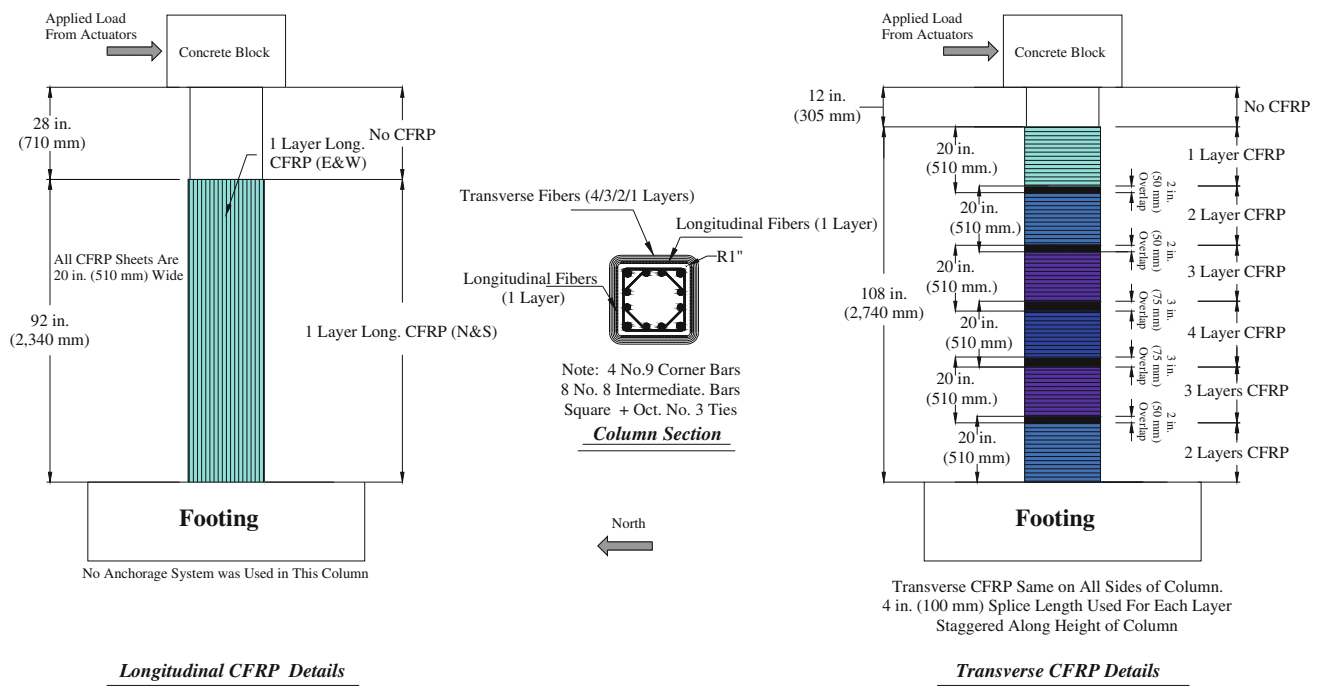 Applied Load
From Actuators
Concrete Block
28 in.
(710 mm)
No CFRP
1 Layer Long.
CFRP (E&W)
All CFRP Sheets Are
20 in. (510 mm) Wide
92 in.
(2,340 mm)
1 Layer Long. CFRP (N&S)
Footing
No Anchorage System was Used in This Column
Longitudinal CFRP Details
Transverse Fibers (4/3/2/1 Layers)
Longitudinal Fibers (1 Layer)
R1"
Longitudinal Fibers
(1 Layer)
Note: 4 No.9 Corner Bars
8 No. 8 Intermediate. Bars
Square + Oct. No. 3 Ties
Column Section
North
Applied Load
From Actuators
Concrete Block
12 in.
(305 mm)
No CFRP
20 in.
(510 mm.)
1 Layer CFRP
2 in.
(50 mm)
Overlap
20 in.
(510 mm.)
2 Layer CFRP
2 in.
(50 mm)
Overlap
20 in.
(510 mm.)
3 Layer CFRP
108 in.
(2,740 mm)
3 in.
(75 mm)
Overlap
20 in.
(510 mm)
4 Layer CFRP
3 in.
(75 mm)
Overlap
20 in.
(510 mm.)
3 Layers CFRP
2 in.
(50 mm)
Overlap
20 in.
(510 mm)
2 Layers CFRP
Footing
Transverse CFRP Same on All Sides of Column.
4 in. (100 mm) Splice Length Used For Each Layer
Staggered Along Height of Column
Transverse CFRP Details